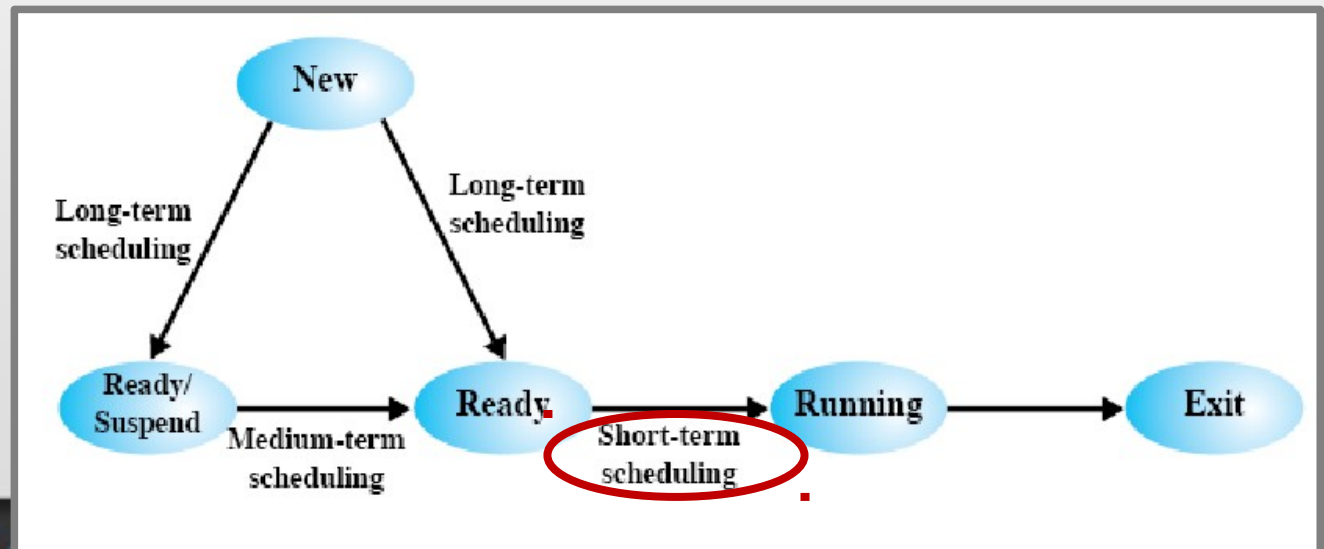 New
Long-term
scheduling
Long-term
scheduling
Ready/
Suspend
Medium-term
scheduling
Ready
Short-term
scheduling
Running
Exit